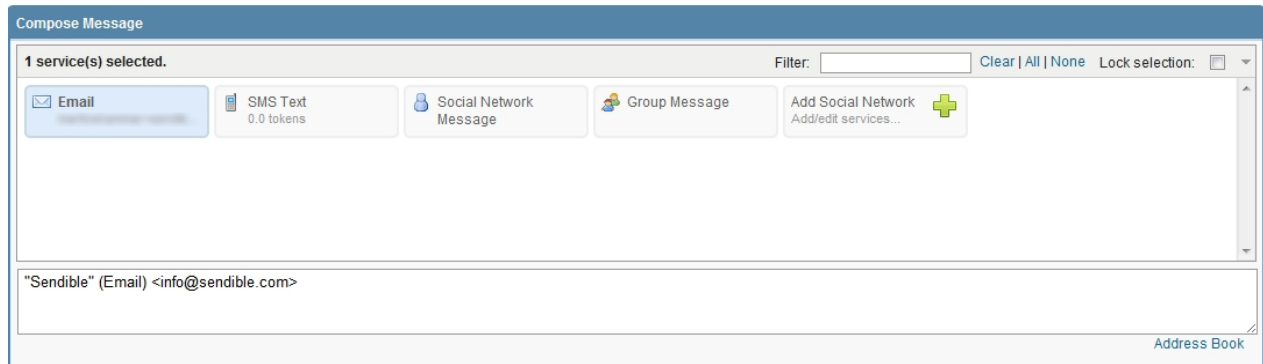 Compose Message
1 service(s) selected. Filter: Clear | All | None Lock selection:
Email SMS Text Social Network Group Message Add Social Network
0.0 tokens Message Add/edit services...
"Sendible" (Email) <info@sendible.com>
Address Book